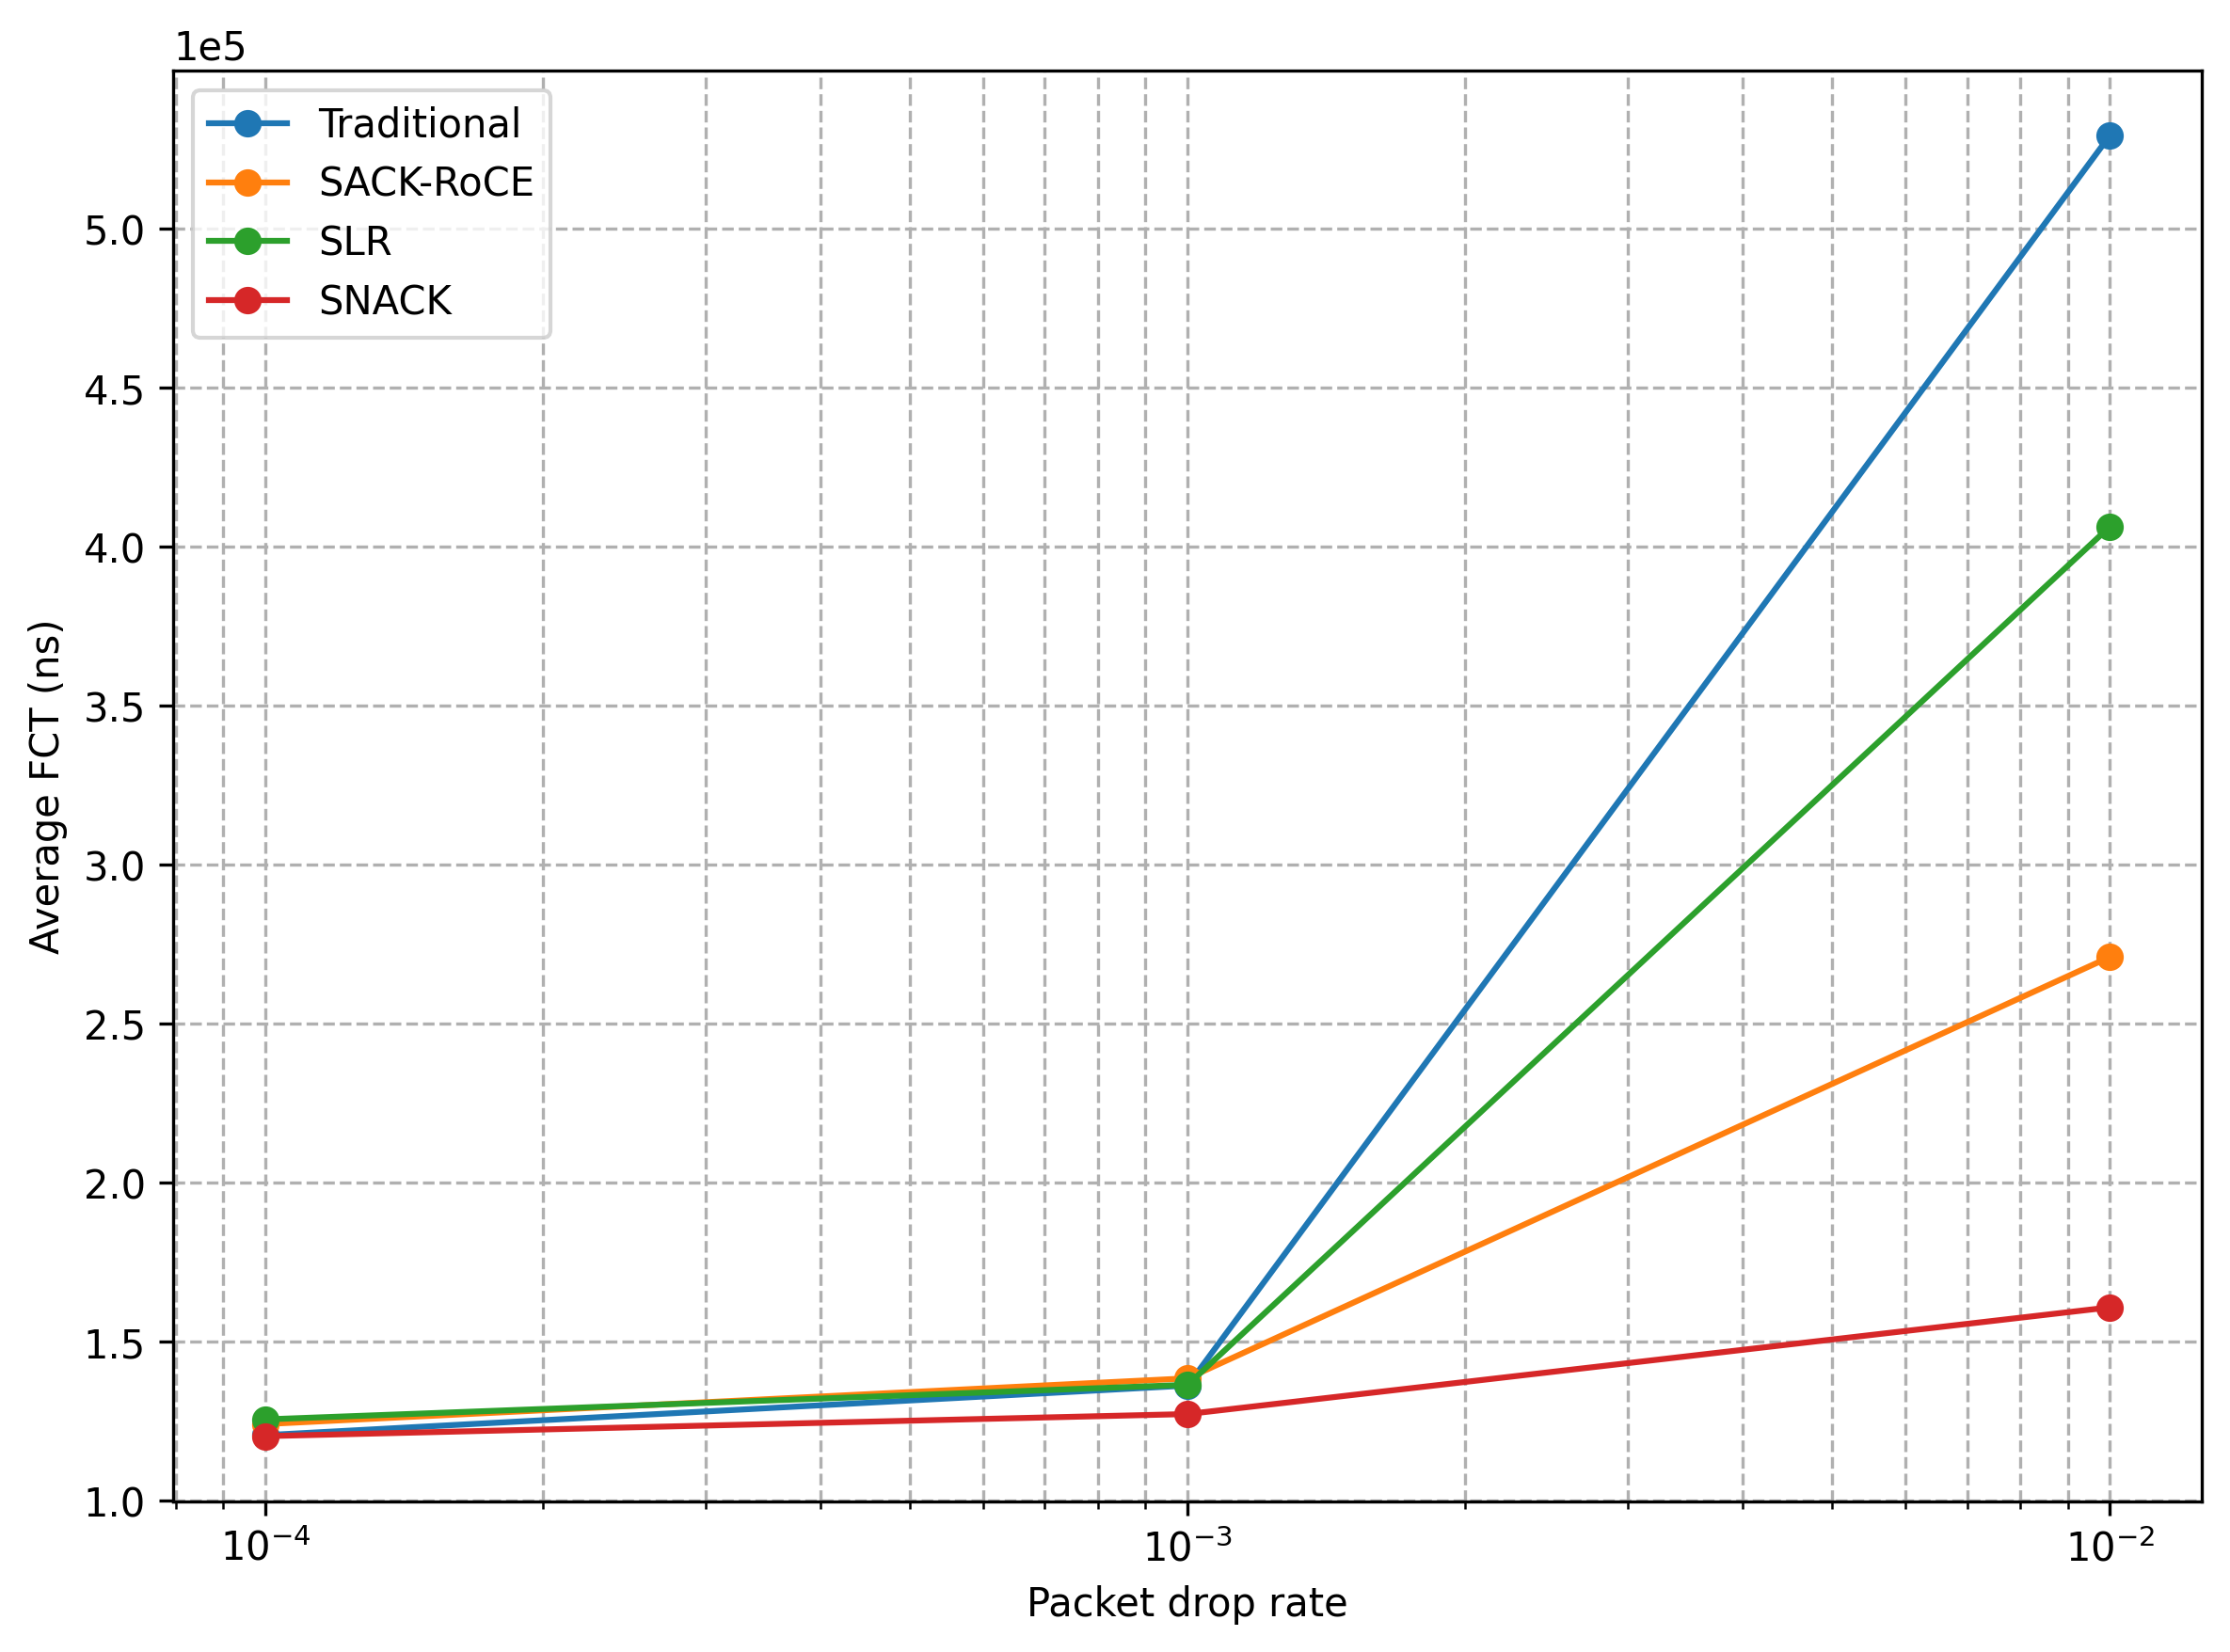 1e5
Traditional
SACK-RoCE
SLR
SNACK
5.0
4.5
4.0
3.5
3.0
2.5
2.0
1.5
1.0
Average FCT (ns)
10⁻⁴ 10⁻³ 10⁻²
Packet drop rate